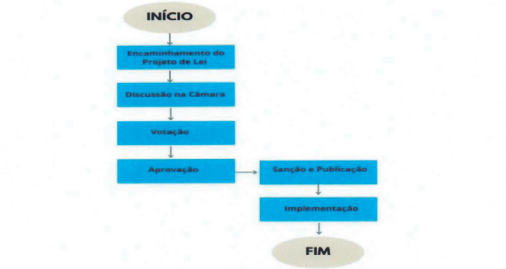 INÍCIO
Encaminhamento do
Projeto de Lei
Discussão na Câmara
Votação
Aprovação
Sanção e Publicação
Implementação
FIM